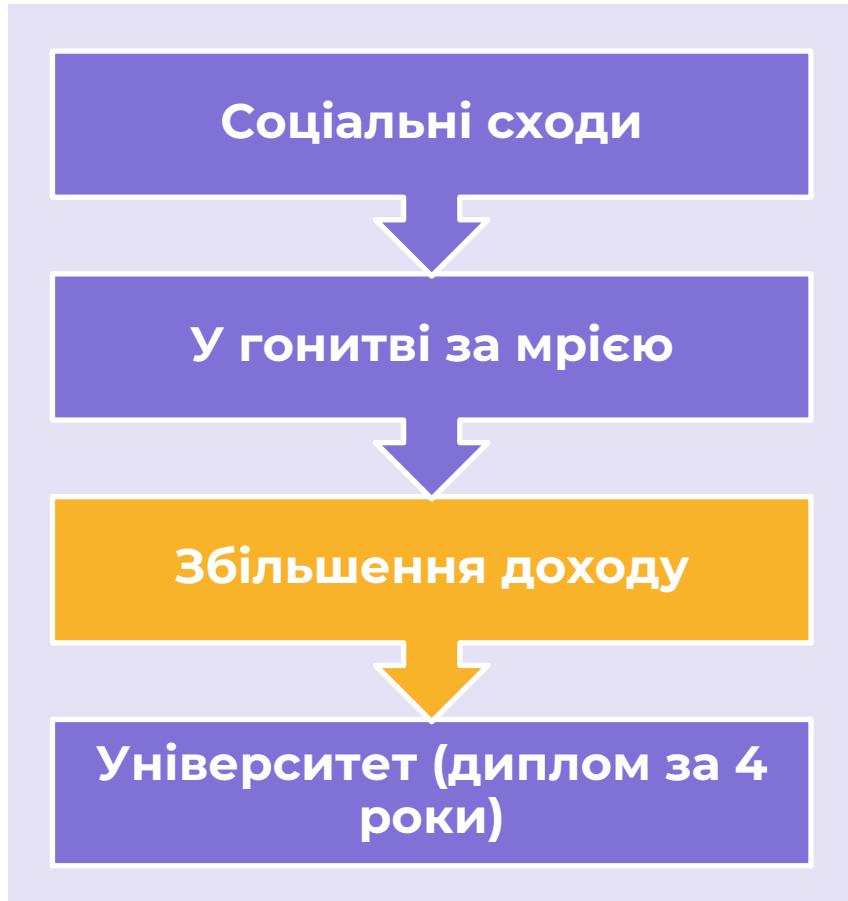 Соціальні сходи
У гонитві за мрією
Збільшення доходу
Університет (диплом за 4
роки)